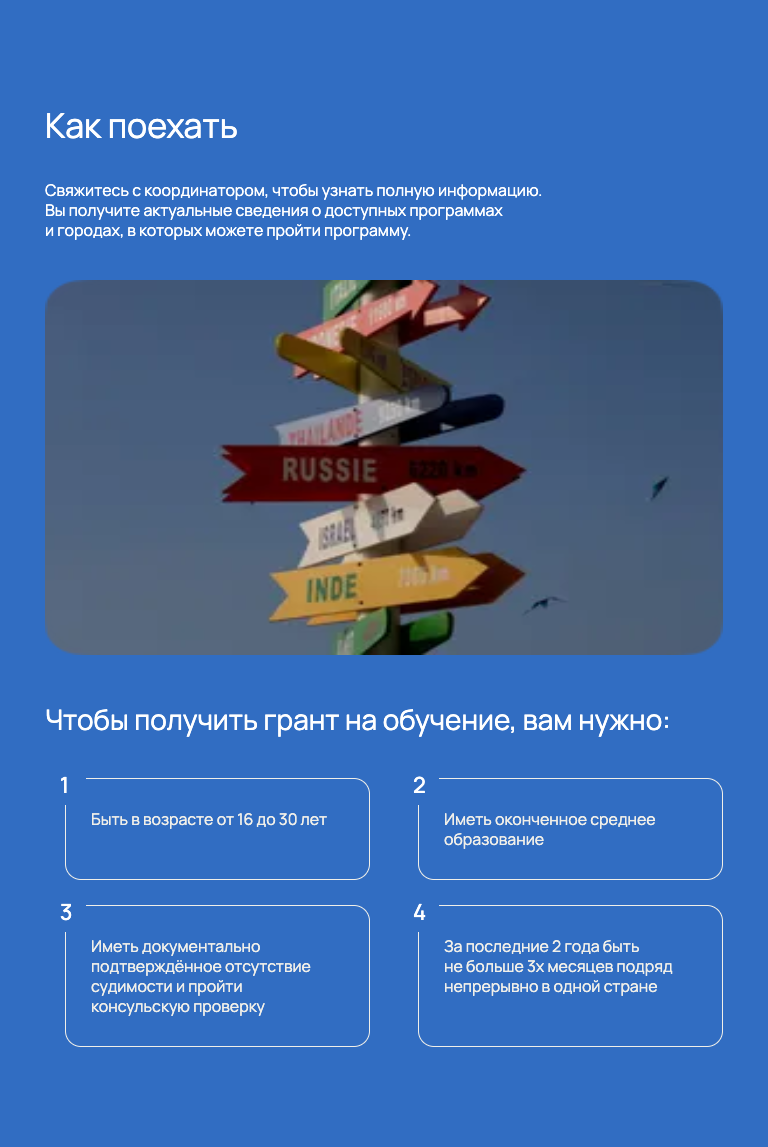 Как поехать
Свяжитесь с координатором, чтобы узнать полную информацию.
Вы получите актуальные сведения о доступных программах
и городах, в которых можете пройти программу.
THAILANDE
RUSSIE 6220 km
ISRAEL
INDE
Чтобы получить грант на обучение, вам нужно:
1
Быть в возрасте от 16 до 30 лет
2
Иметь оконченное среднее
образование
3
Иметь документально
подтверждённое отсутствие
судимости и пройти
консульскую проверку
4
За последние 2 года быть
не больше 3х месяцев подряд
непрерывно в одной стране